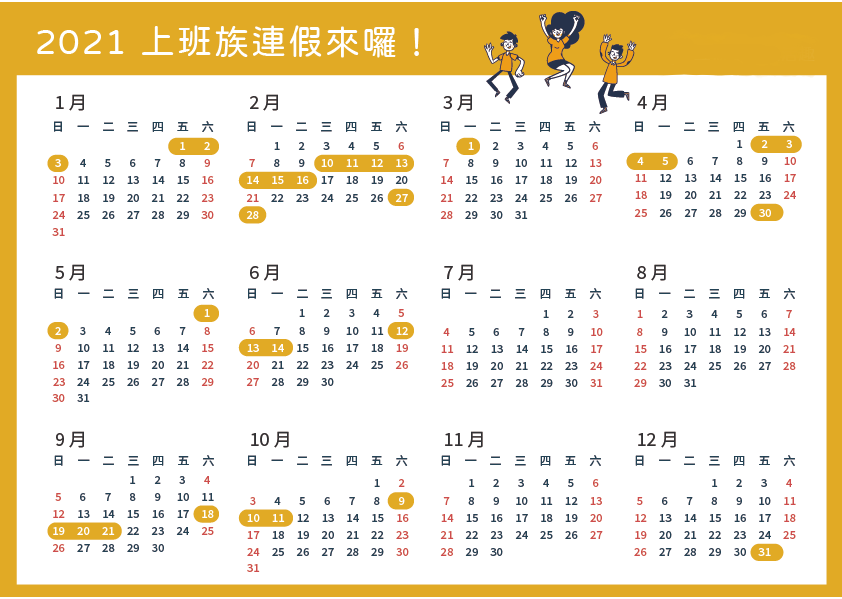 2021 上班族連假來囉！
1月
日 一 二 三 四 五 六
1 2
3 4 5 6 7 8 9
10 11 12 13 14 15 16
17 18 19 20 21 22 23
24 25 26 27 28 29 30
31
2月
日 一 二 三 四 五 六
1 2 3 4 5 6
7 8 9 10 11 12 13
14 15 16 17 18 19 20
21 22 23 24 25 26 27
28
3月
日 一 二 三 四 五 六
1 2 3 4 5 6
7 8 9 10 11 12 13
14 15 16 17 18 19 20
21 22 23 24 25 26 27
28 29 30 31
4月
日 一 二 三 四 五 六
1 2 3
4 5 6 7 8 9 10
11 12 13 14 15 16 17
18 19 20 21 22 23 24
25 26 27 28 29 30
5月
日 一 二 三 四 五 六
1
2 3 4 5 6 7 8
9 10 11 12 13 14 15
16 17 18 19 20 21 22
23 24 25 26 27 28 29
30 31
6月
日 一 二 三 四 五 六
1 2 3 4 5
6 7 8 9 10 11 12
13 14 15 16 17 18 19
20 21 22 23 24 25 26
27 28 29 30
7月
日 一 二 三 四 五 六
1 2 3
4 5 6 7 8 9 10
11 12 13 14 15 16 17
18 19 20 21 22 23 24
25 26 27 28 29 30 31
8月
日 一 二 三 四 五 六
1 2 3 4 5 6 7
8 9 10 11 12 13 14
15 16 17 18 19 20 21
22 23 24 25 26 27 28
29 30 31
9月
日 一 二 三 四 五 六
1 2 3 4
5 6 7 8 9 10 11
12 13 14 15 16 17 18
19 20 21 22 23 24 25
26 27 28 29 30
10月
日 一 二 三 四 五 六
1 2
3 4 5 6 7 8 9
10 11 12 13 14 15 16
17 18 19 20 21 22 23
24 25 26 27 28 29 30
31
11月
日 一 二 三 四 五 六
1 2 3 4 5 6
7 8 9 10 11 12 13
14 15 16 17 18 19 20
21 22 23 24 25 26 27
28 29 30
12月
日 一 二 三 四 五 六
1 2 3 4
5 6 7 8 9 10 11
12 13 14 15 16 17 18
19 20 21 22 23 24 25
26 27 28 29 30 31